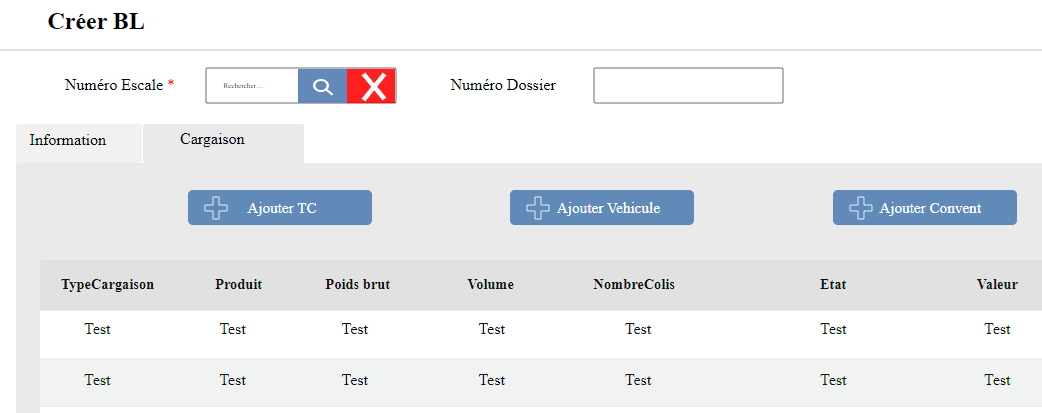 Créer BL
Numéro Escale * Rechercher... Numéro Dossier
Information Cargaison
Ajouter TC Ajouter Vehicule Ajouter Convent
TypeCargaison Produit Poids brut Volume NombreColis Etat Valeur
Test Test Test Test Test Test Test
Test Test Test Test Test Test Test